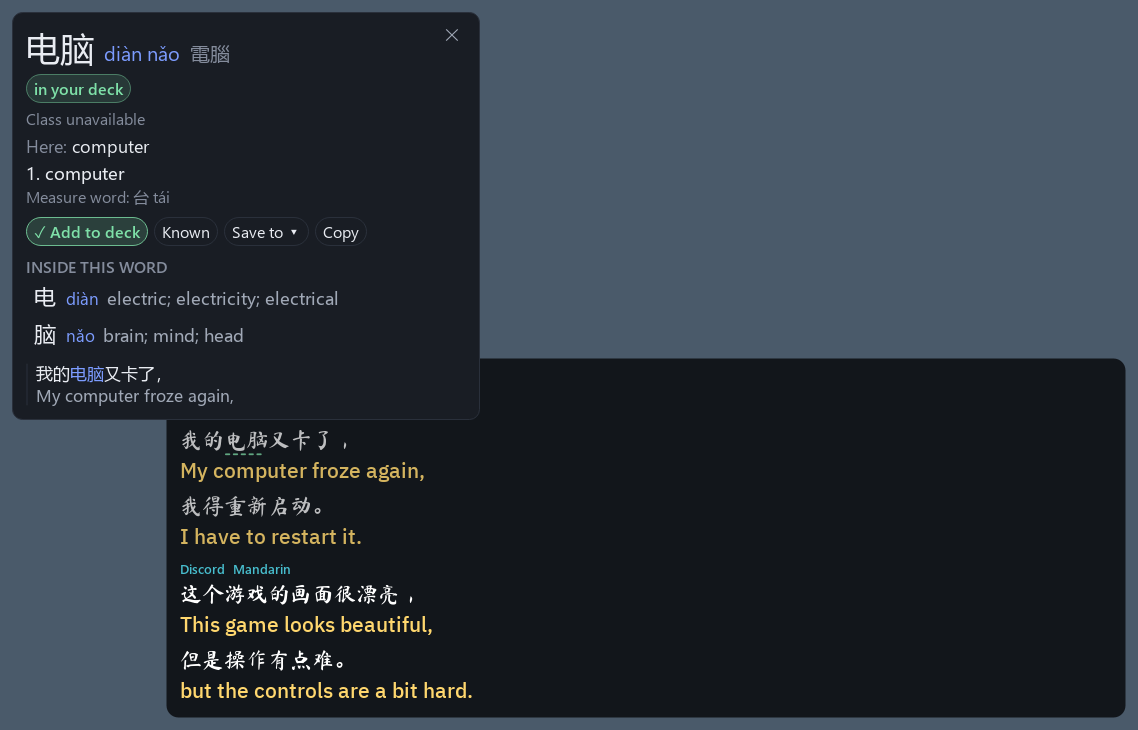 电脑 diàn nǎo 電腦
in your deck
Class unavailable
Here: computer
1. computer
Measure word: 台 tái
✓ Add to deck Known Save to ▾ Copy
INSIDE THIS WORD
电 diàn electric; electricity; electrical
脑 nǎo brain; mind; head
我的电脑又卡了，
My computer froze again,
我的电脑又卡了，
My computer froze again,
我得重新启动。
I have to restart it.
Discord Mandarin
这个游戏的画面很漂亮，
This game looks beautiful,
但是操作有点难。
but the controls are a bit hard.